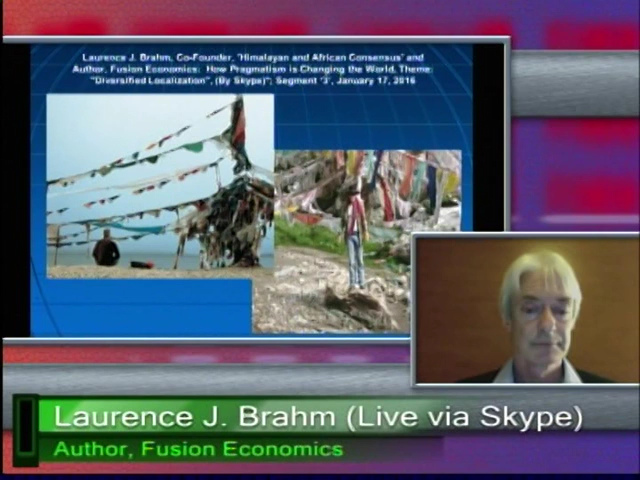 Laurence J. Brahm, Co-Founder, 'Himalayan and African Consensus' and
Author, Fusion Economics: How Pragmatism is Changing the World, Theme:
"Diversified Localization", (By Skype)"; Segment '3', January 17, 2016
Laurence J. Brahm (Live via Skype)
Author, Fusion Economics